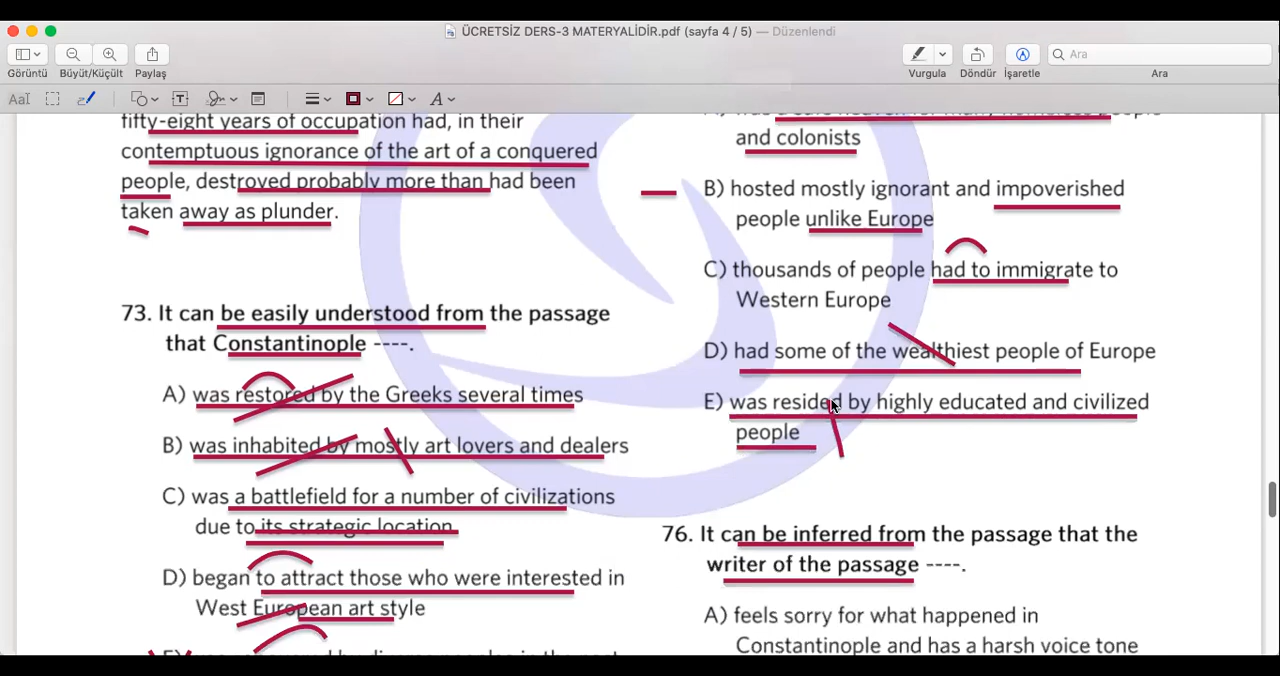 ÜCRETSİZ DERS-3 MATERYALİDİR.pdf (sayfa 4 / 5) — Düzenlendi
Görüntü Büyüt/Küçült Paylaş Vurgula Döndür İşaretle Ara
Ara
fifty-eight years of occupation had, in their
contemptuous ignorance of the art of a conquered
people, destroyed probably more than had been
taken away as plunder.
73. It can be easily understood from the passage
that Constantinople ----.
A) was restored by the Greeks several times
B) was inhabited by mostly art lovers and dealers
C) was a battlefield for a number of civilizations
due to its strategic location
D) began to attract those who were interested in
West European art style
and colonists
B) hosted mostly ignorant and impoverished
people unlike Europe
C) thousands of people had to immigrate to
Western Europe
D) had some of the wealthiest people of Europe
E) was resided by highly educated and civilized
people
76. It can be inferred from the passage that the
writer of the passage ----.
A) feels sorry for what happened in
Constantinople and has a harsh voice tone